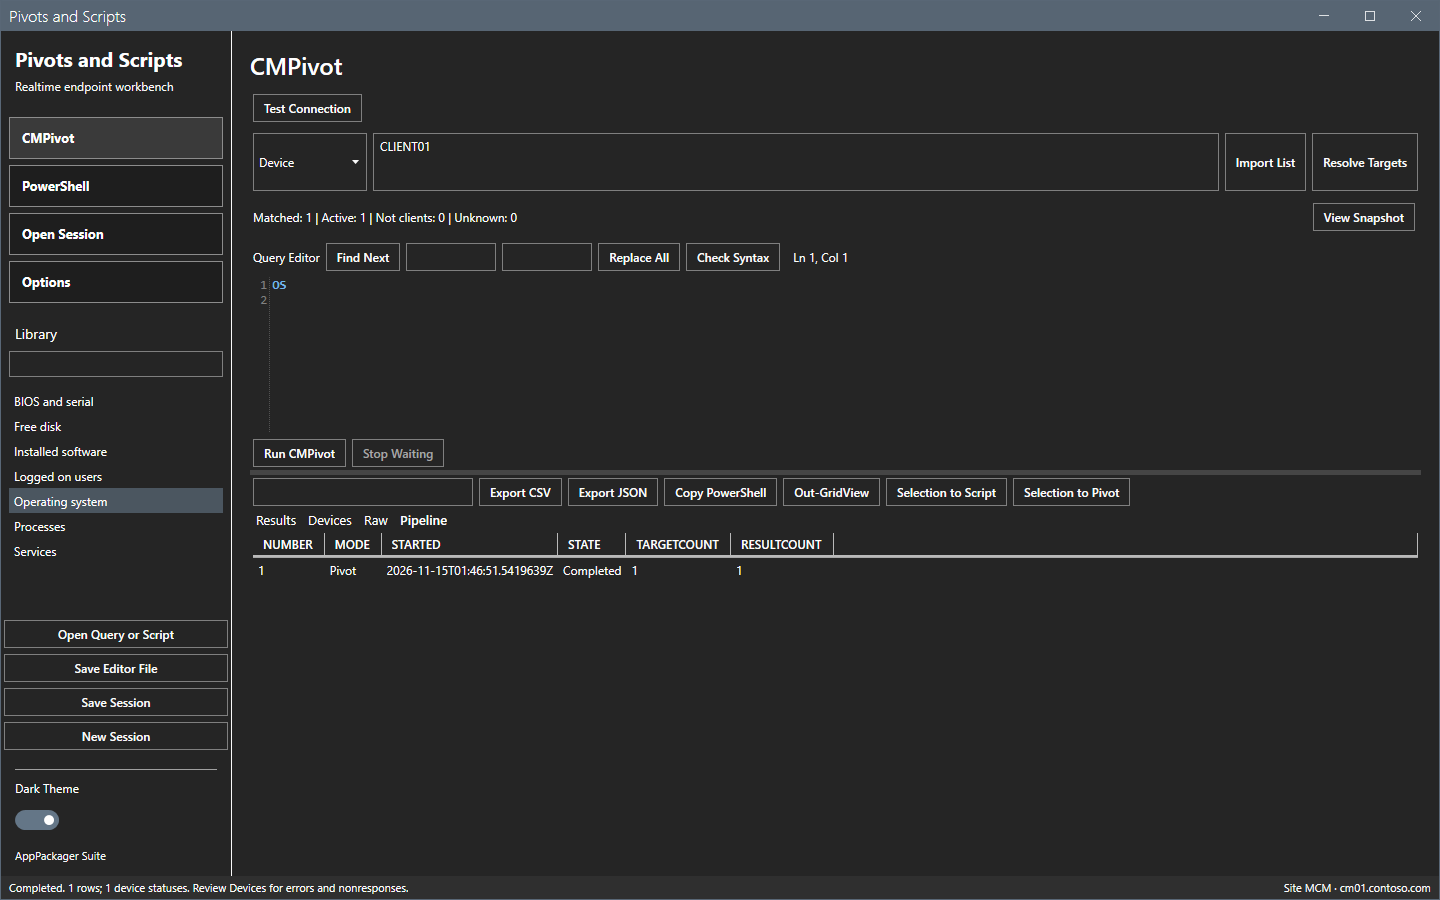 Pivots and Scripts
Pivots and Scripts
Realtime endpoint workbench
CMPivot
PowerShell
Open Session
Options
Library
BIOS and serial
Free disk
Installed software
Logged on users
Operating system
Processes
Services
Open Query or Script
Save Editor File
Save Session
New Session
Dark Theme
AppPackager Suite
CMPivot
Test Connection
Device
CLIENT01
Import List
Resolve Targets
Matched: 1 | Active: 1 | Not clients: 0 | Unknown: 0
View Snapshot
Query Editor
Find Next
Replace All
Check Syntax
Ln 1, Col 1
1 OS
2
Run CMPivot
Stop Waiting
Export CSV
Export JSON
Copy PowerShell
Out-GridView
Selection to Script
Selection to Pivot
Results Devices Raw Pipeline
NUMBER MODE STARTED STATE TARGETCOUNT RESULTCOUNT
1 Pivot 2026-11-15T01:46:51.5419639Z Completed 1 1
Completed. 1 rows; 1 device statuses. Review Devices for errors and nonresponses.
Site MCM · cm01.contoso.com